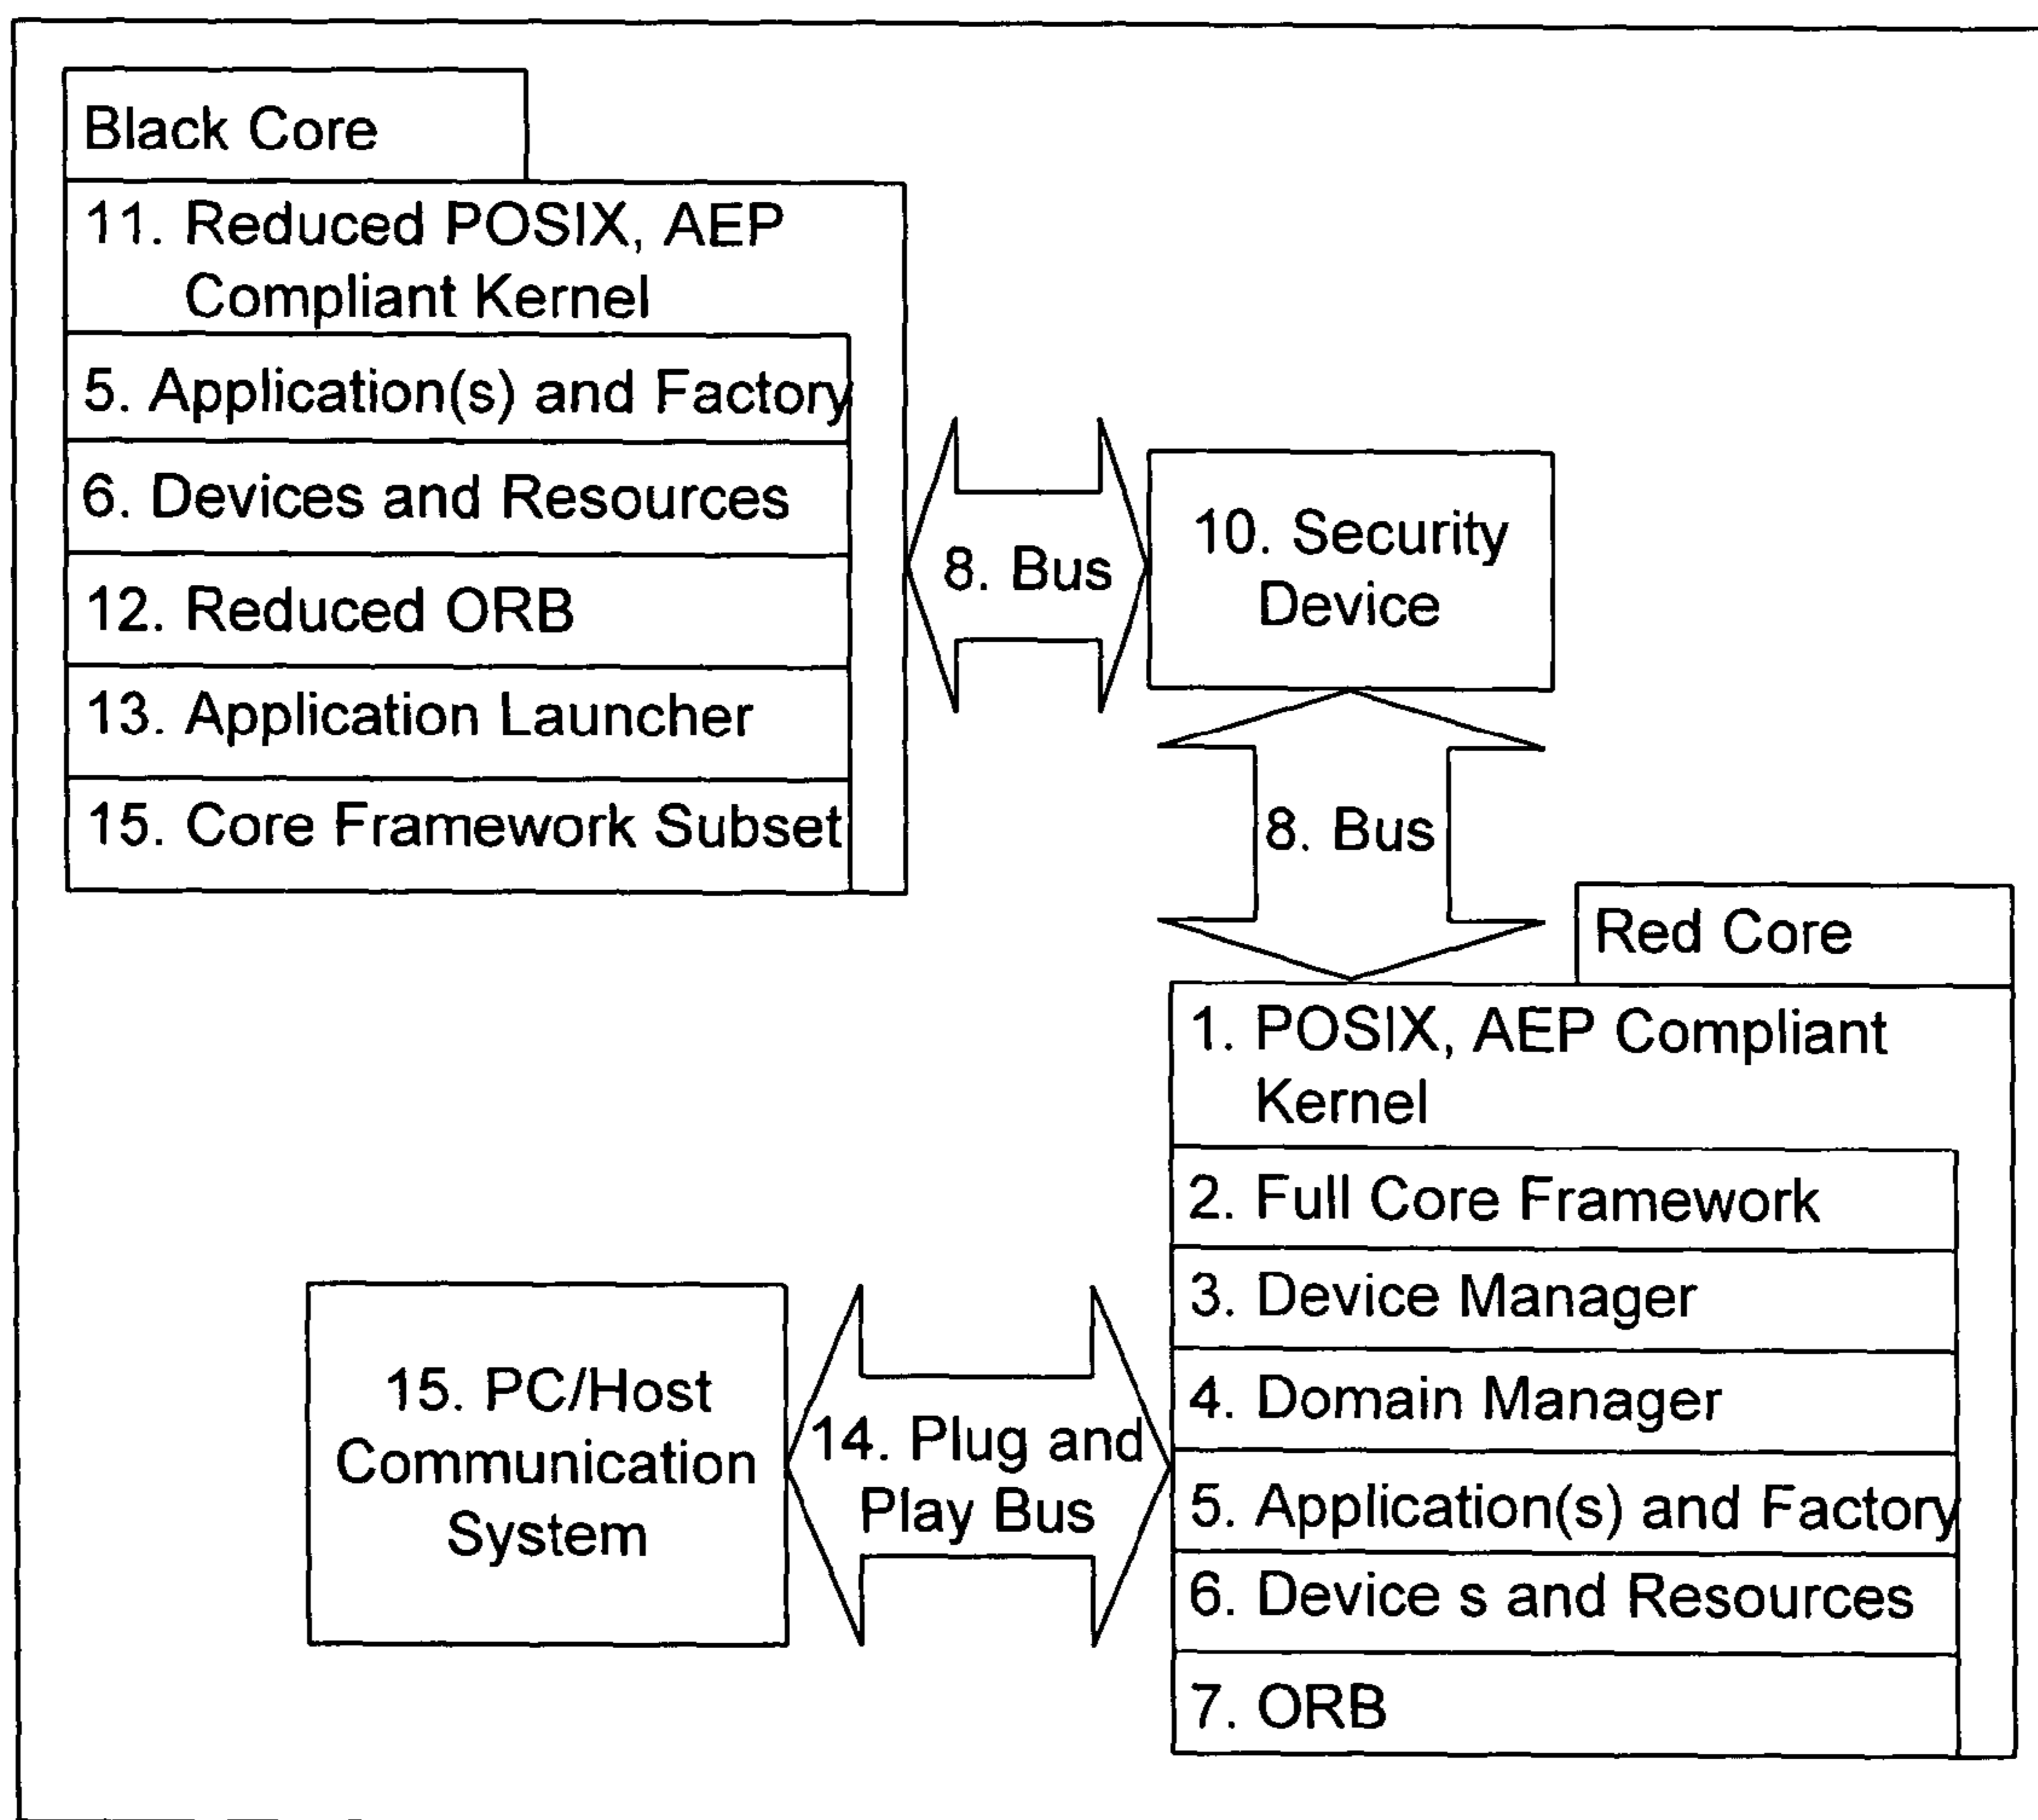 Black Core
11. Reduced POSIX, AEP
Compliant Kernel
5. Application(s) and Factory
6. Devices and Resources
12. Reduced ORB
13. Application Launcher
15. Core Framework Subset
8. Bus
10. Security
Device
8. Bus
Red Core
1. POSIX, AEP Compliant
Kernel
2. Full Core Framework
3. Device Manager
4. Domain Manager
5. Application(s) and Factory
6. Device s and Resources
7. ORB
14. Plug and
Play Bus
15. PC/Host
Communication
System